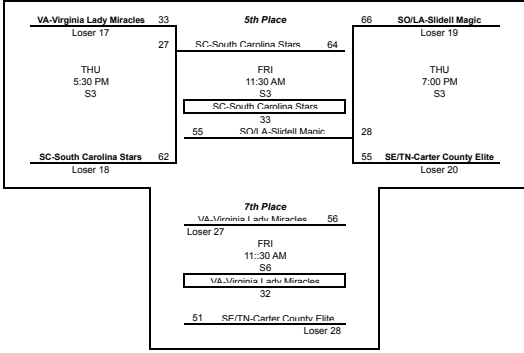 VA-Virginia Lady Miracles 33 5th Place 66 SO/LA-Slidell Magic
Loser 17 Loser 19
27 SC-South Carolina Stars 64
THU FRI THU
5:30 PM 11:30 AM 7:00 PM
S3 S3 S3
SC-South Carolina Stars
33
55 SO/LA-Slidell Magic 28
SC-South Carolina Stars 62 55 SE/TN-Carter County Elite
Loser 18 Loser 20
7th Place
VA-Virginia Lady Miracles 56
Loser 27
FRI
11::30 AM
S6
VA-Virginia Lady Miracles
32
51 SE/TN-Carter County Elite
Loser 28